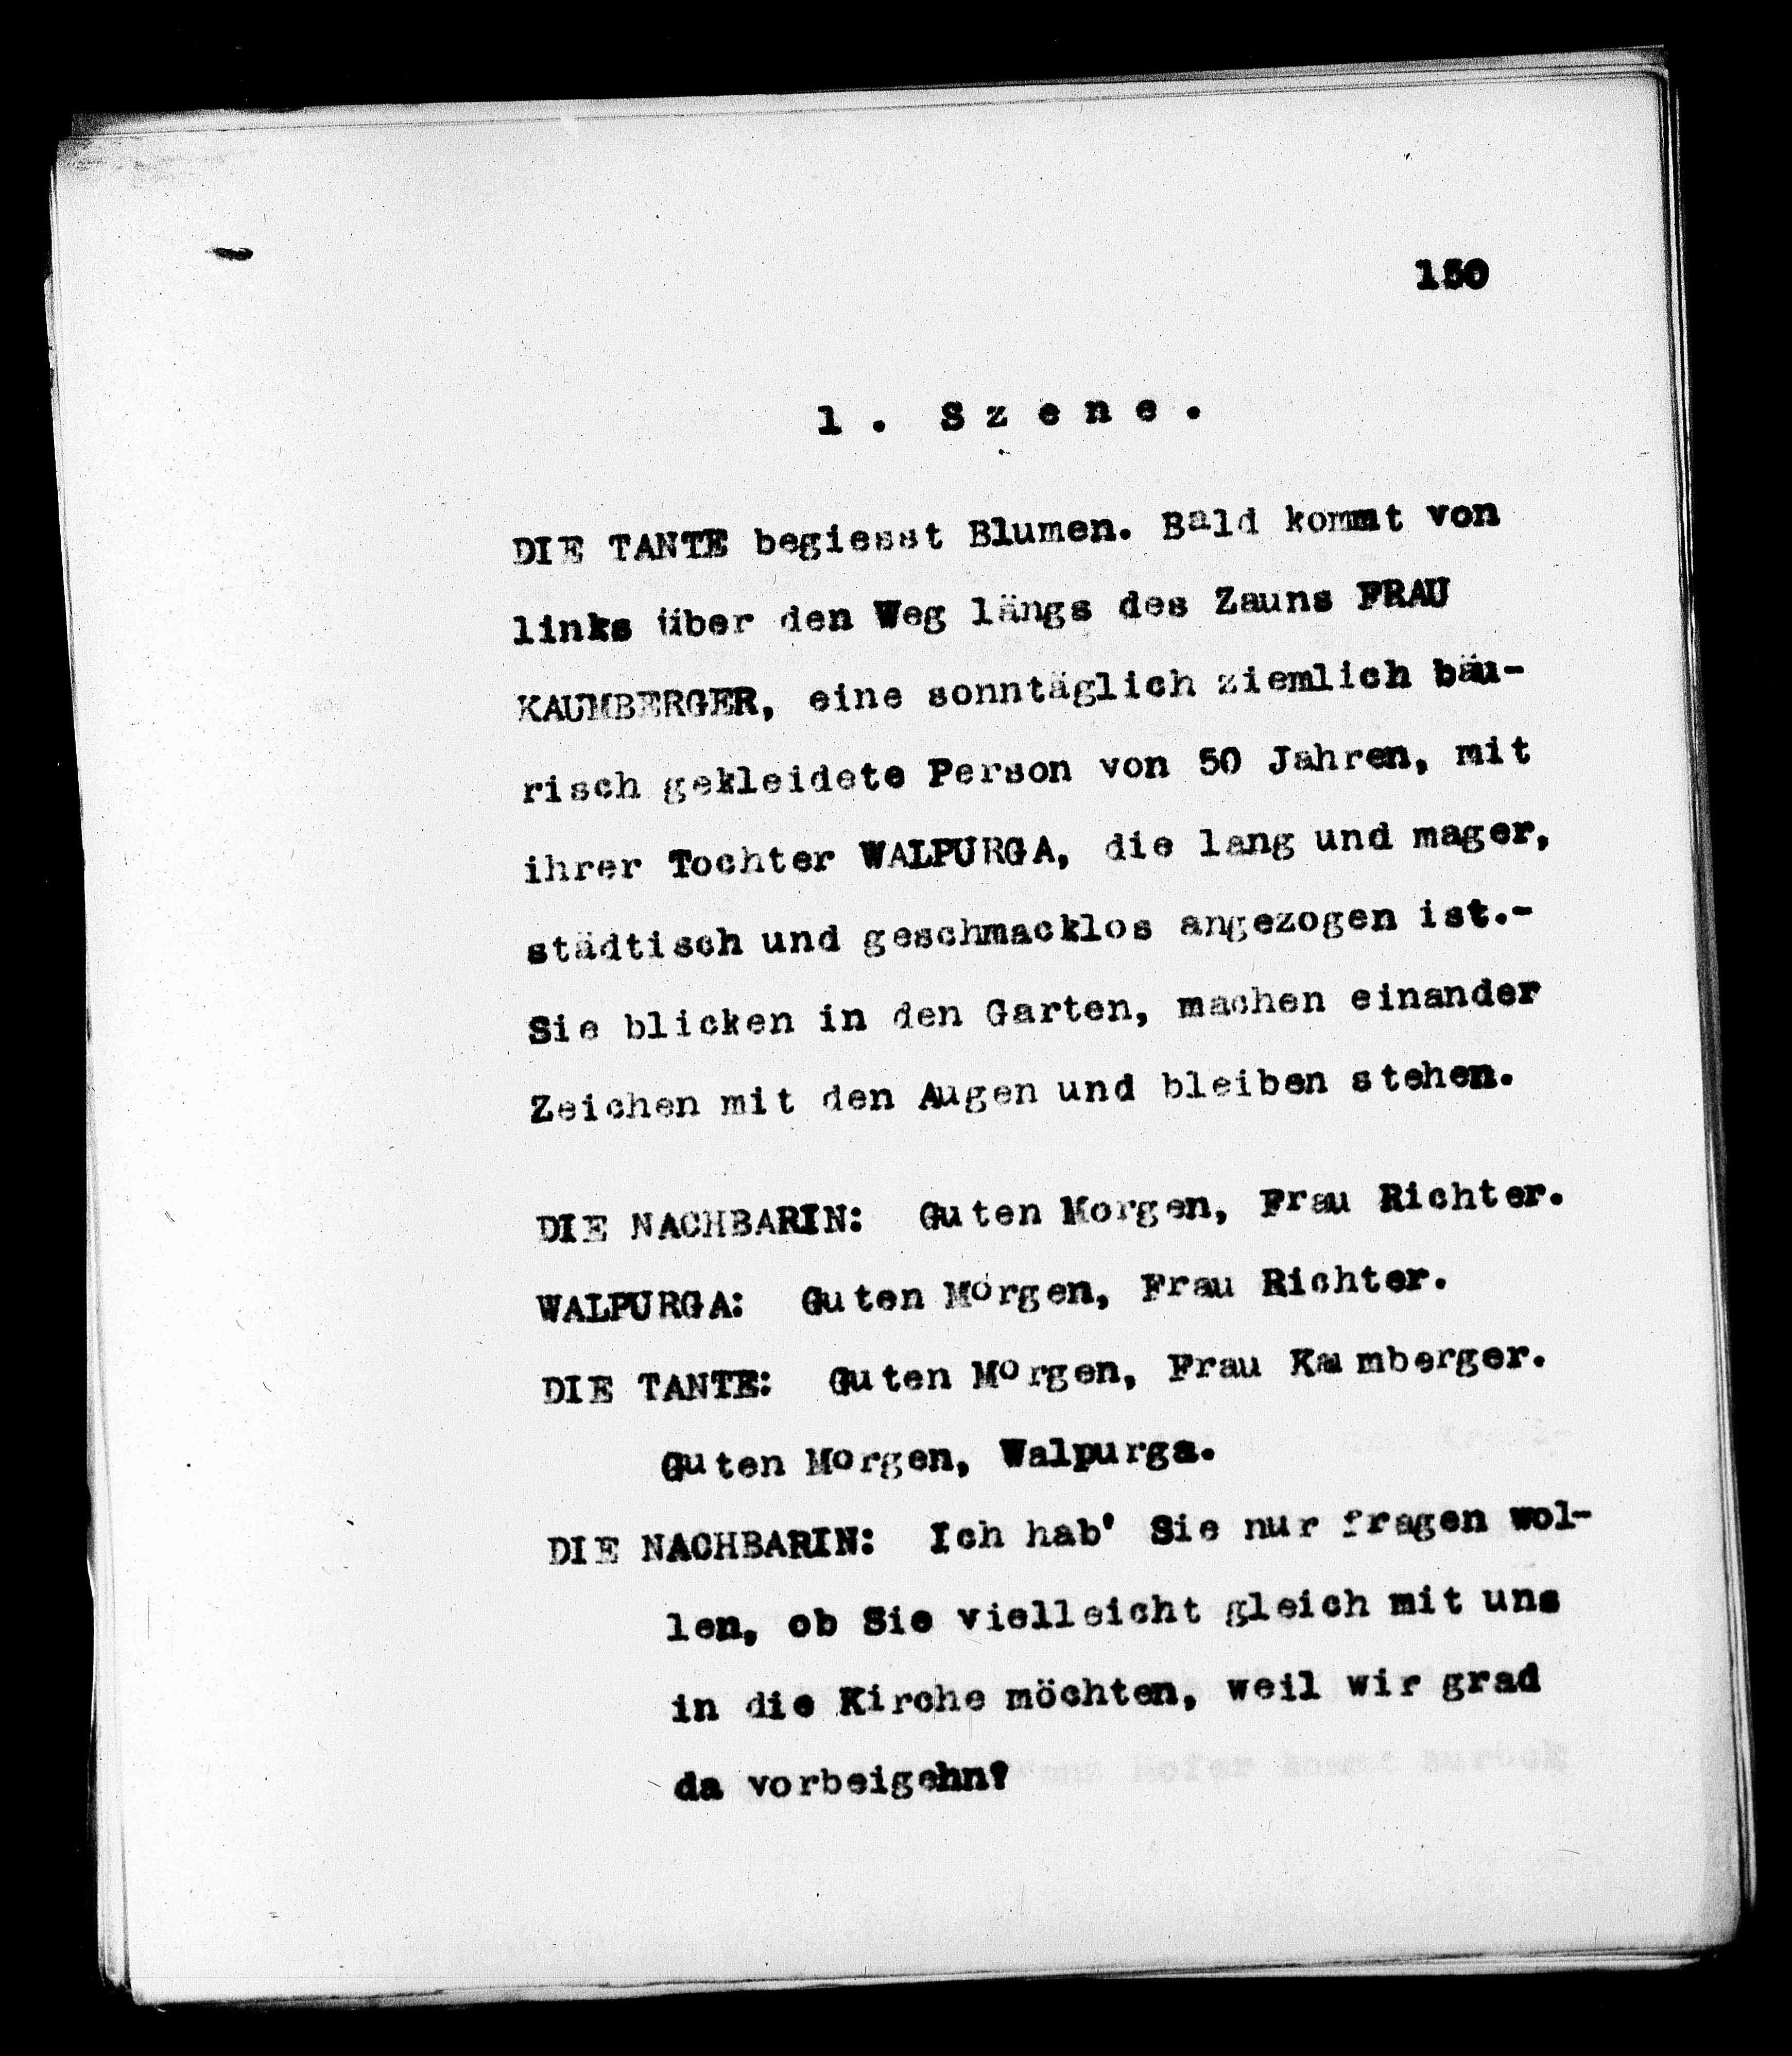 150
1. Szene.
DIE TANTE begiesst Blumen. Bald kommt von
links über den Weg längs des Zauns FRAU
KAUMBERGER, eine sonntäglich ziemlich bäu-
risch gekleidete Person von 50 Jahren, mit
ihrer Tochter WALPURGA, die lang und mager,
städtisch und geschmacklos angezogen ist.-
Sie blicken in den Garten, machen einander
Zeichen mit den Augen und bleiben stehen.
DIE NACHBARIN: Guten Morgen, Frau Richter.
WALPURGA: Guten Morgen, Frau Richter.
DIE TANTE: Guten Morgen, Frau Kaumberger.
Guten Morgen, Walpurga.
DIE NACHBARIN: Ich hab' Sie nur fragen wol-
len, ob Sie vielleicht gleich mit uns
in die Kirche möchten, weil wir grad
da vorbeigehn?